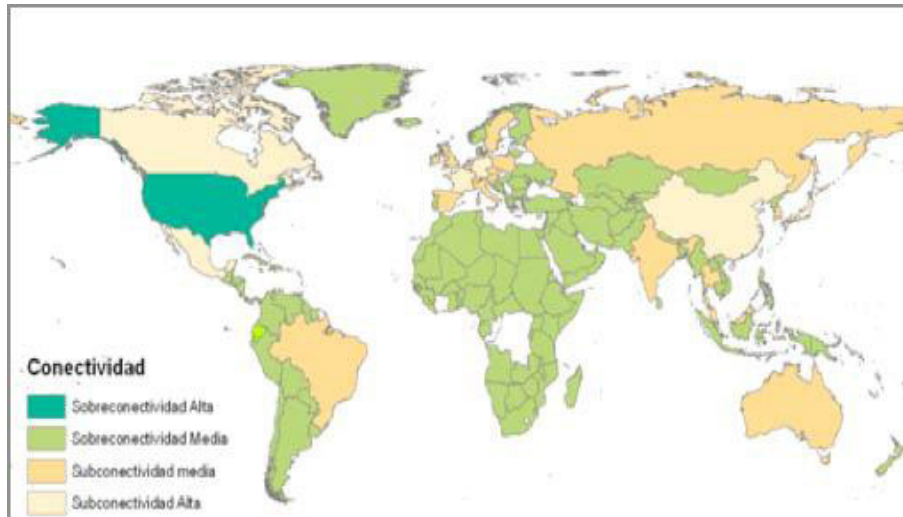 Conectividad
Sobreconectividad Alta
Sobreconectividad Media
Subconectividad media
Subconectividad Alta